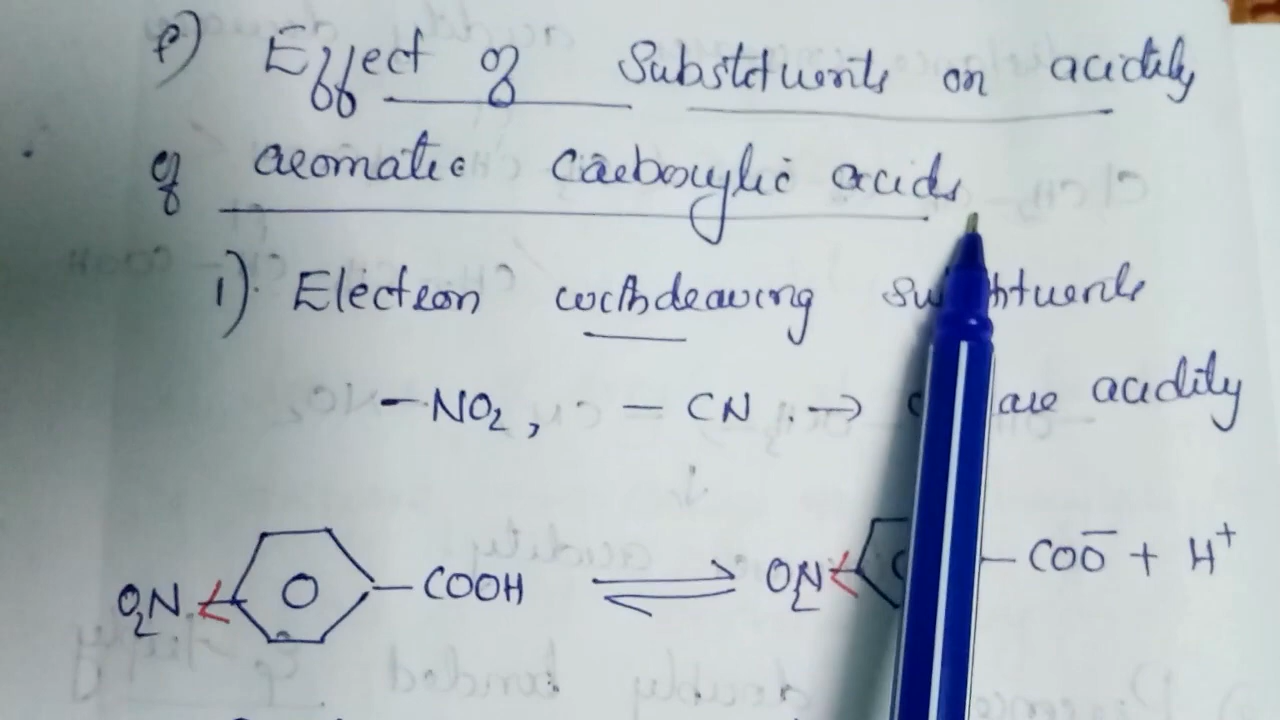 e) Effect of Substituents on acidity
of aromatic Carboxylic acids
1) Electron withdrawing
-NO2, - CN → acidity
O2N COOH ⇌ O2N - COO⁻ + H⁺